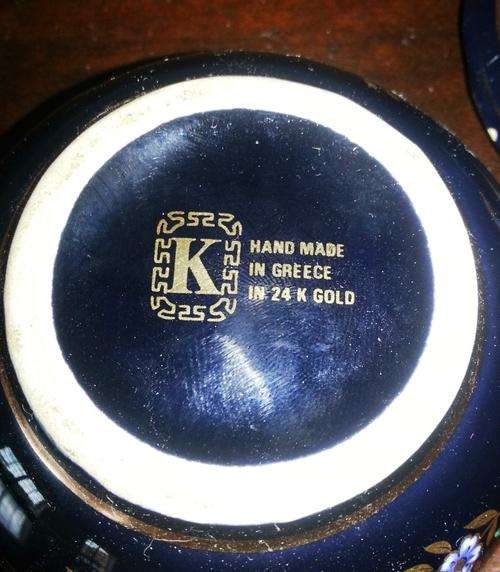 K
HAND MADE
IN GREECE
IN 24 K GOLD